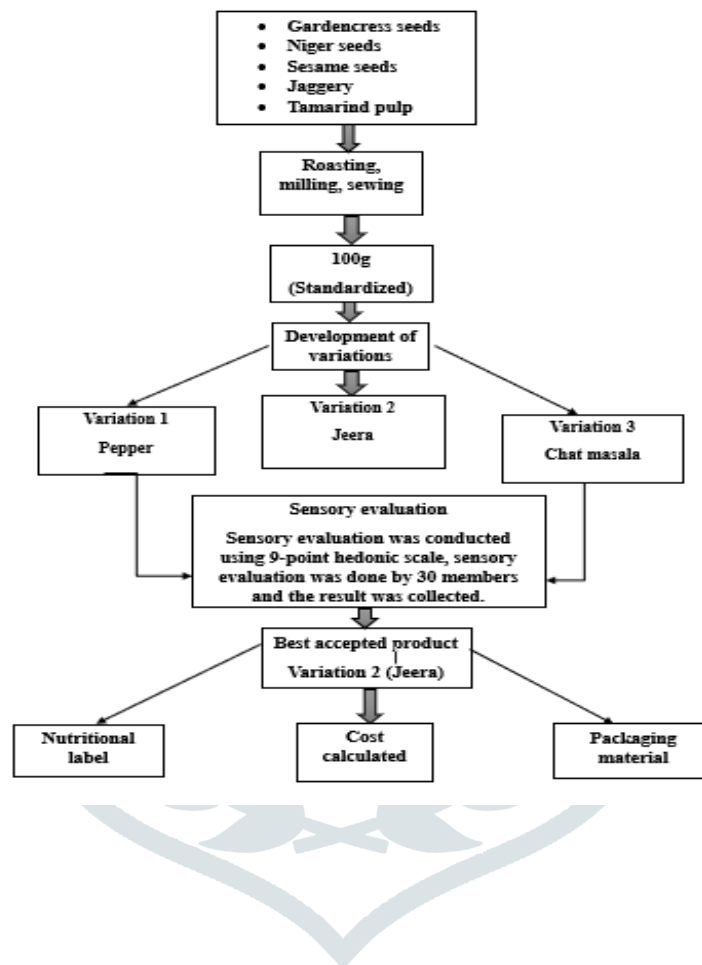 • Gardencress seeds
• Niger seeds
• Sesame seeds
• Jaggery
• Tamarind pulp
Roasting,
milling, sewing
100g
(Standardized)
Development of
variations
Variation 1
Pepper
Variation 2
Jeera
Variation 3
Chat masala
Sensory evaluation
Sensory evaluation was conducted
using 9-point hedonic scale, sensory
evaluation was done by 30 members
and the result was collected.
Best accepted product
Variation 2 (Jeera)
Nutritional
label
Cost
calculated
Packaging
material